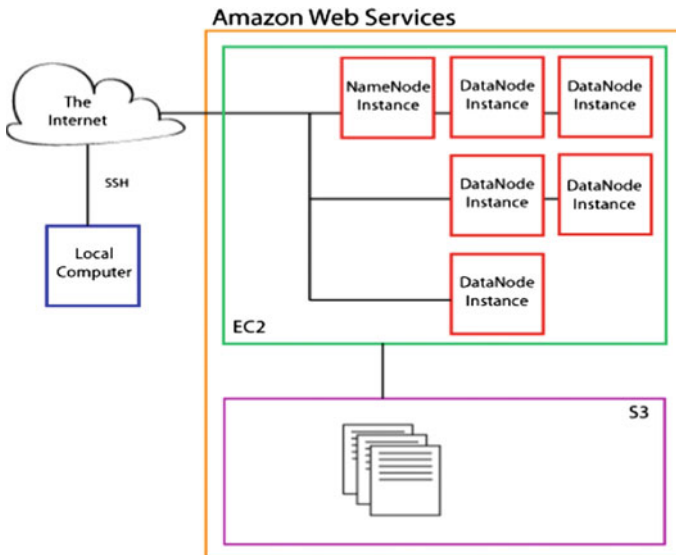 Amazon Web Services
The
Internet
NameNode
Instance
DataNode
Instance
DataNode
Instance
SSH
DataNode
Instance
DataNode
Instance
Local
Computer
DataNode
Instance
EC2
S3